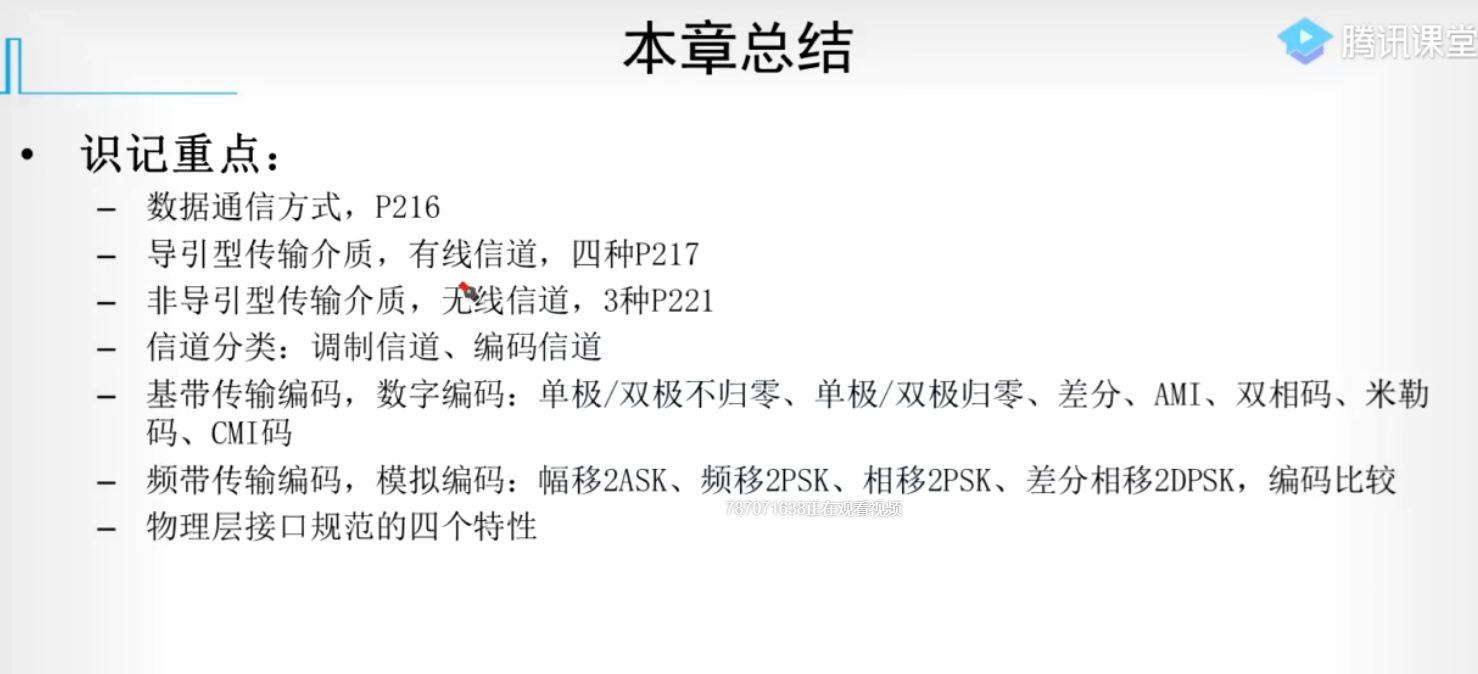 本章总结
腾讯课堂
• 识记重点：
– 数据通信方式，P216
– 导引型传输介质，有线信道，四种P217
– 非导引型传输介质，无线信道，3种P221
– 信道分类：调制信道、编码信道
– 基带传输编码，数字编码：单极/双极不归零、单极/双极归零、差分、AMI、双相码、米勒
码、CMI码
– 频带传输编码，模拟编码：幅移2ASK、频移2PSK、相移2PSK、差分相移2DPSK，编码比较
787071638正在观看视频
– 物理层接口规范的四个特性